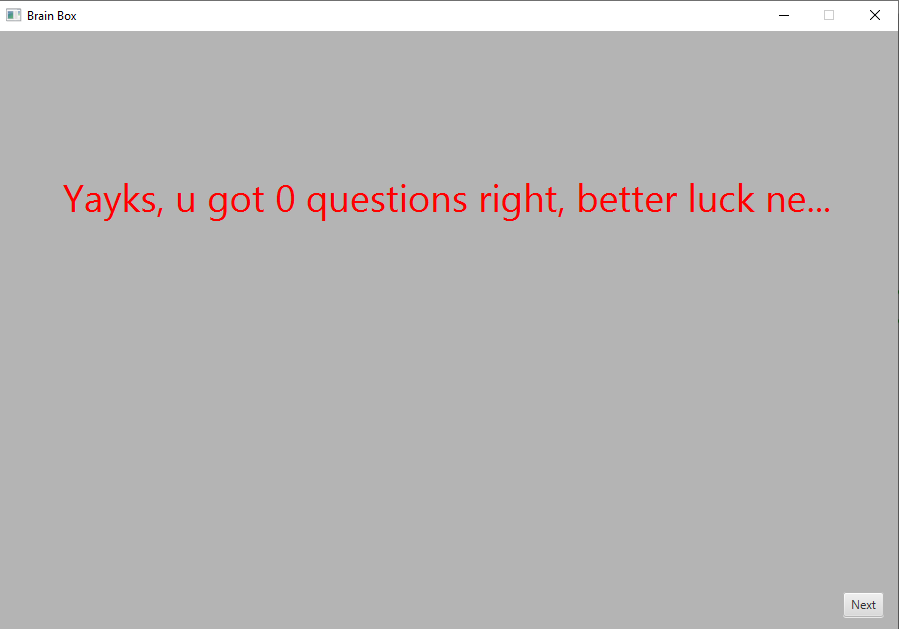 Brain Box
Yayks, u got 0 questions right, better luck ne...
Next